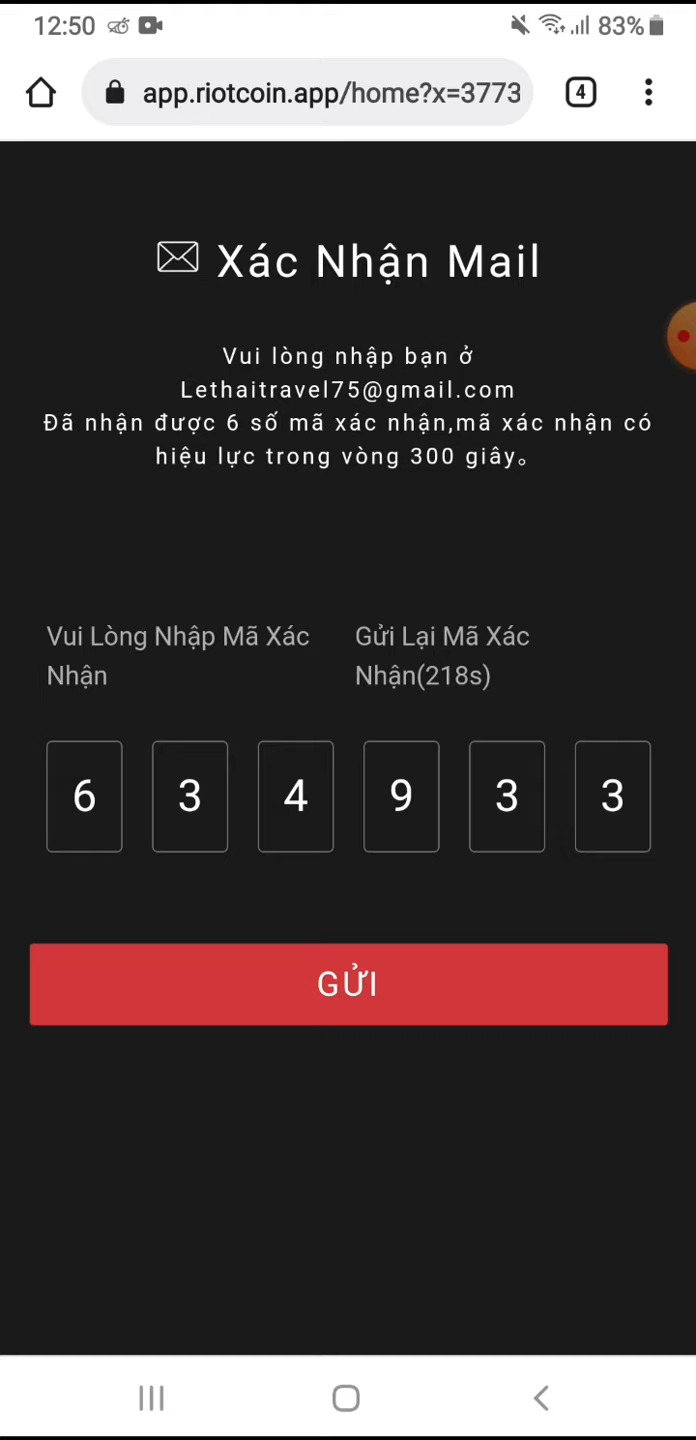 12:50
83%
app.riotcoin.app/home?x=3773
4
Xác Nhận Mail
Vui lòng nhập bạn ở
Lethaitravel75@gmail.com
Đã nhận được 6 số mã xác nhận,mã xác nhận có
hiệu lực trong vòng 300 giây。
Vui Lòng Nhập Mã Xác
Nhận
Gửi Lại Mã Xác
Nhận(218s)
6 3 4 9 3 3
GỬI